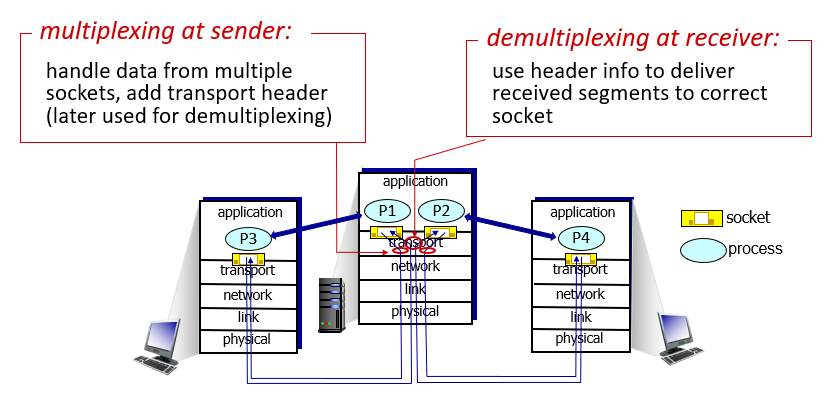 multiplexing at sender:
handle data from multiple
sockets, add transport header
(later used for demultiplexing)
demultiplexing at receiver:
use header info to deliver
received segments to correct
socket
application
P3
transport
network
link
physical
application
P1 P2
transport
network
link
physical
application
P4
transport
network
link
physical
socket
process